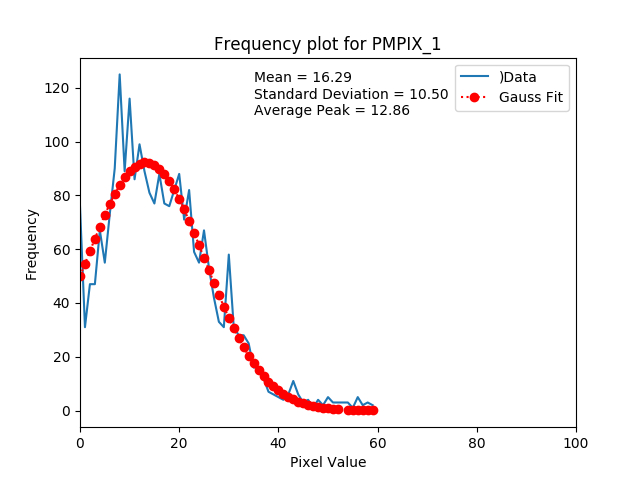 Frequency plot for PMPIX_1
Mean = 16.29
Standard Deviation = 10.50
Average Peak = 12.86
)Data
Gauss Fit
Frequency
120
100
80
60
40
20
0
0 20 40 60 80 100
Pixel Value